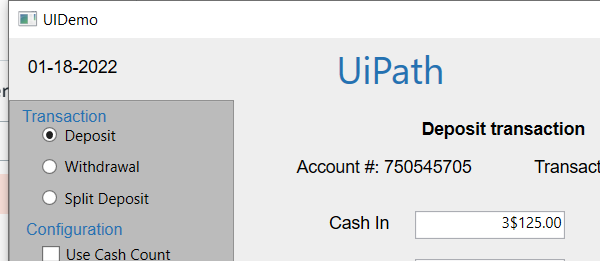 UIDemo
01-18-2022
UiPath
Transaction
Deposit
Withdrawal
Split Deposit
Configuration
Use Cash Count
Deposit transaction
Account #: 750545705 Transact
Cash In 3$125.00
er